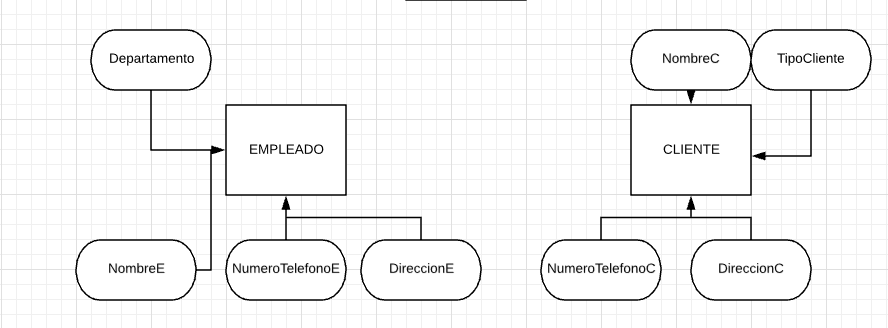 Departamento
NombreC
TipoCliente
EMPLEADO
CLIENTE
NombreE
NumeroTelefonoE
DireccionE
NumeroTelefonoC
DireccionC